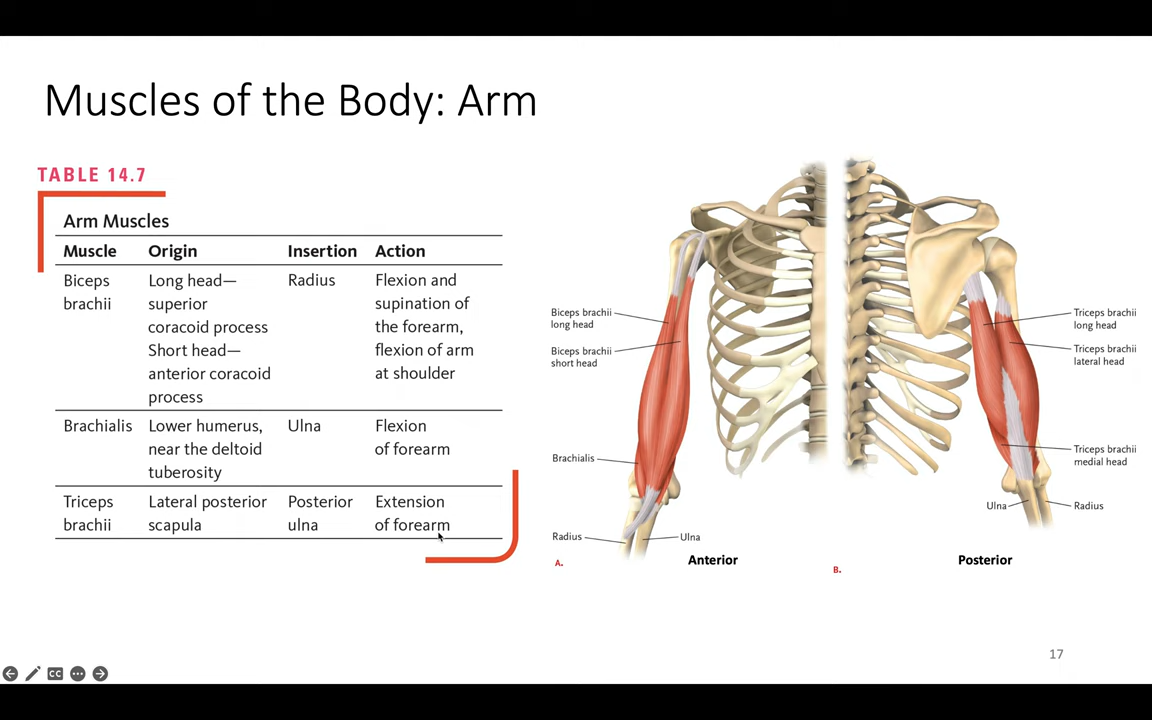 Muscles of the Body: Arm
TABLE 14.7
Arm Muscles
Muscle Origin Insertion Action
Biceps brachii
Long head—
superior
coracoid process
Short head—
anterior coracoid
process
Radius
Flexion and
supination of
the forearm,
flexion of arm
at shoulder
Brachialis
Lower humerus,
near the deltoid
tuberosity
Ulna
Flexion
of forearm
Triceps
brachii
Lateral posterior
scapula
Posterior
ulna
Extension
of forearm
Biceps brachii
long head
Biceps brachii
short head
Brachialis
Radius
Ulna
A.
Anterior
Triceps brachii
long head
Triceps brachii
lateral head
Triceps brachii
medial head
Ulna
Radius
B.
Posterior
17
CC